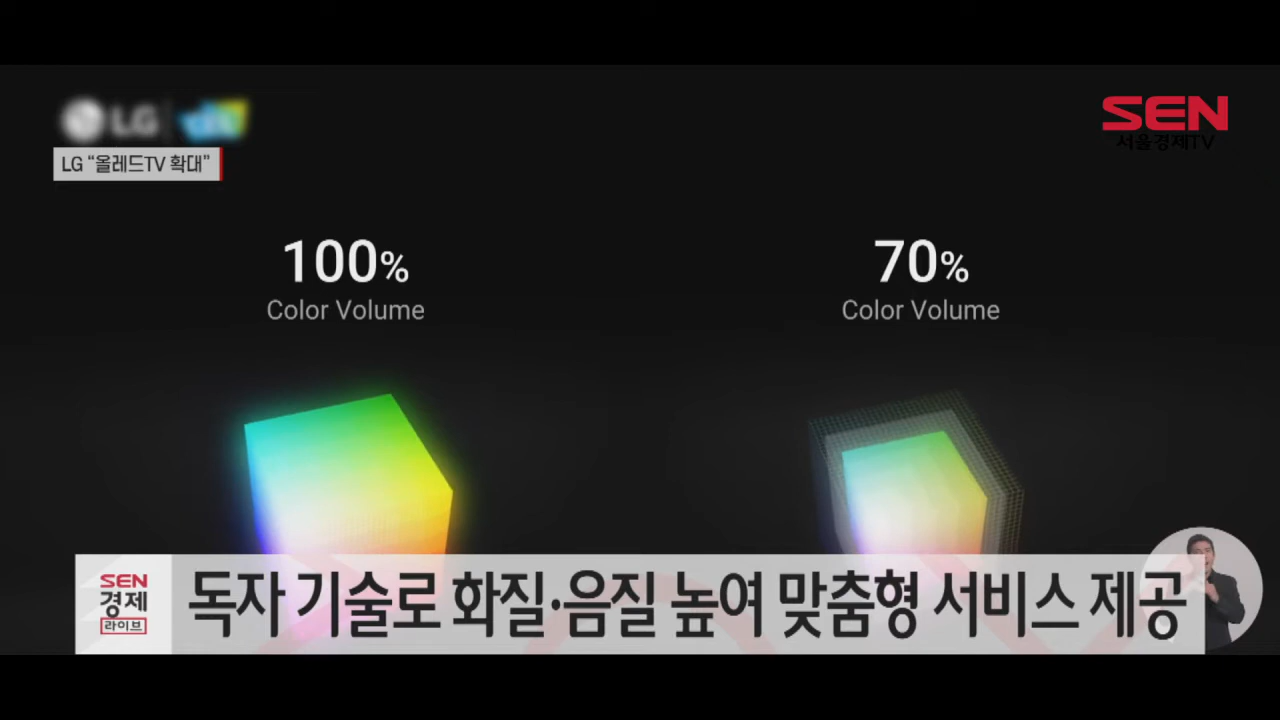 LG
SEN
서울경제TV
LG “올레드TV 확대”
100%
Color Volume
70%
Color Volume
SEN
경제
라이브
독자 기술로 화질·음질 높여 맞춤형 서비스 제공